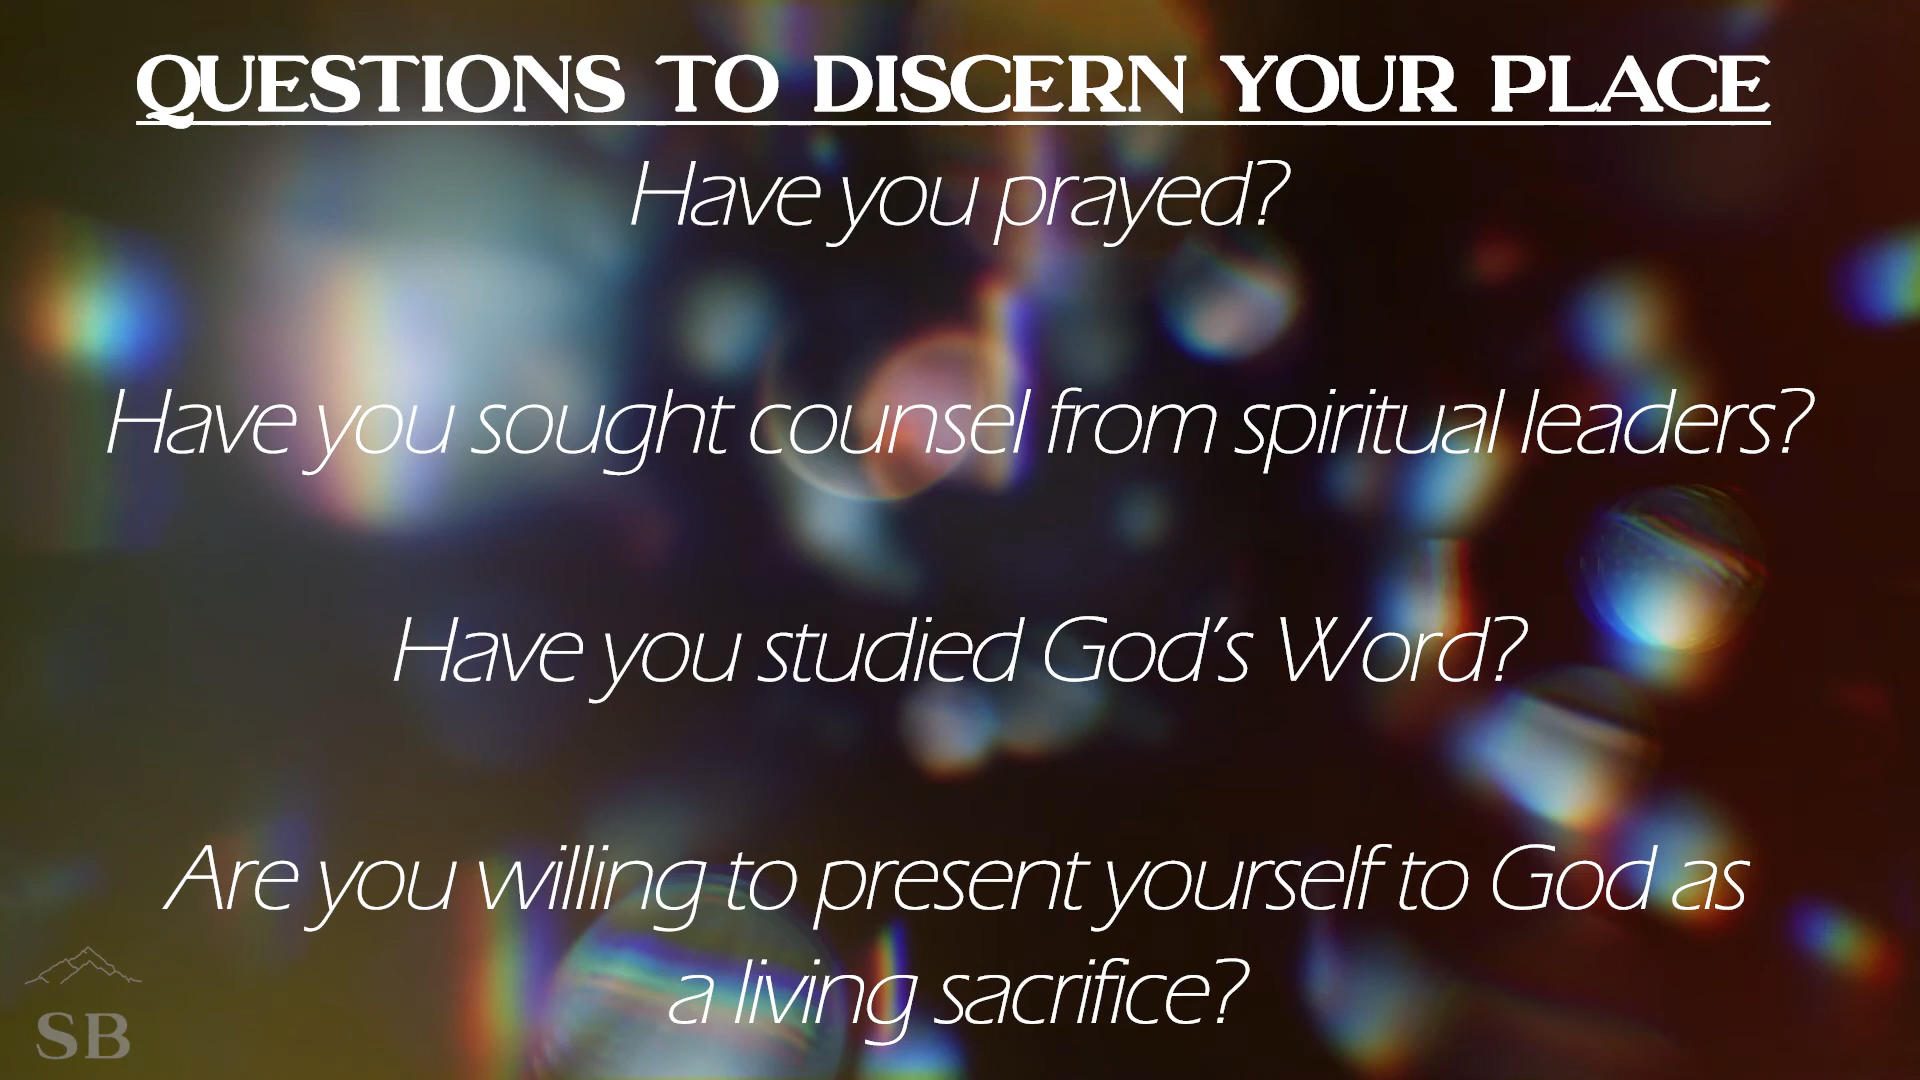 QUESTIONS TO DISCERN YOUR PLACE
Have you prayed?
Have you sought counsel from spiritual leaders?
Have you studied God’s Word?
Are you willing to present yourself to God as
a living sacrifice?
SB